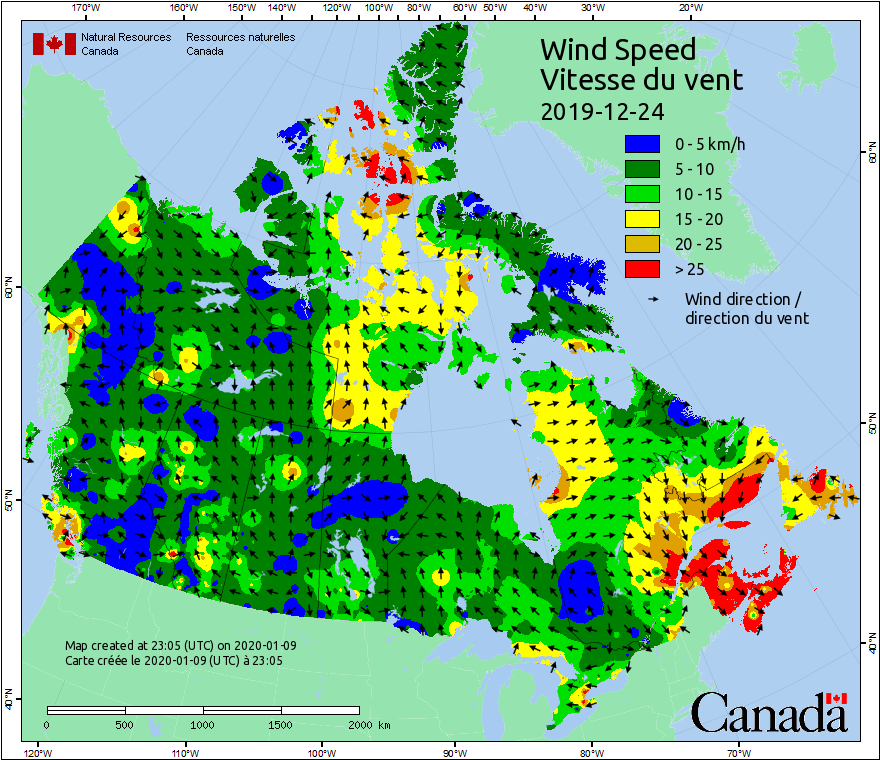 170°W 160°W 150°W 140°W 130°W 120°W 110°W 100°W 90°W 80°W 70°W 60°W 50°W 40°W 30°W 20°W
Natural Resources Canada
Ressources naturelles Canada
Wind Speed
Vitesse du vent
2019-12-24
0 - 5 km/h
5 - 10
10 - 15
15 - 20
20 - 25
> 25
Wind direction /
direction du vent
60°N
60°N
50°N
50°N
40°N
40°N
Map created at 23:05 (UTC) on 2020-01-09
Carte créée le 2020-01-09 (UTC) à 23:05
0 500 1000 1500 2000 km
Canada
120°W 110°W 100°W 90°W 80°W 70°W